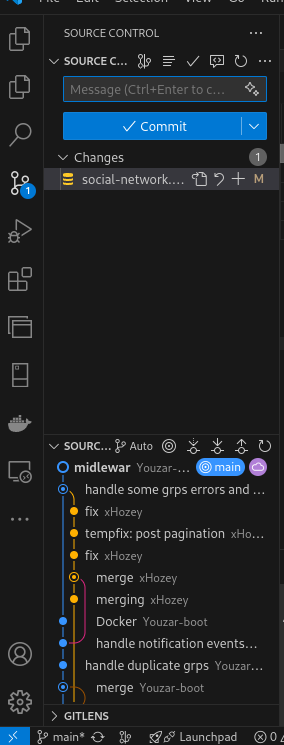 File Edit Selection View Go Run
SOURCE CONTROL
SOURCE C...
Message (Ctrl+Enter to c...
Commit
Changes 1
social-network.... M
1
SOURC... Auto
midlewar Youzar-... main
handle some grps errors and ...
fix xHozey
tempfix: post pagination xHo...
fix xHozey
merge xHozey
merging xHozey
Docker Youzar-boot
handle notification events...
handle duplicate grps Youzar...
merge Youzar-boot
GITLENS
main* Launchpad 0